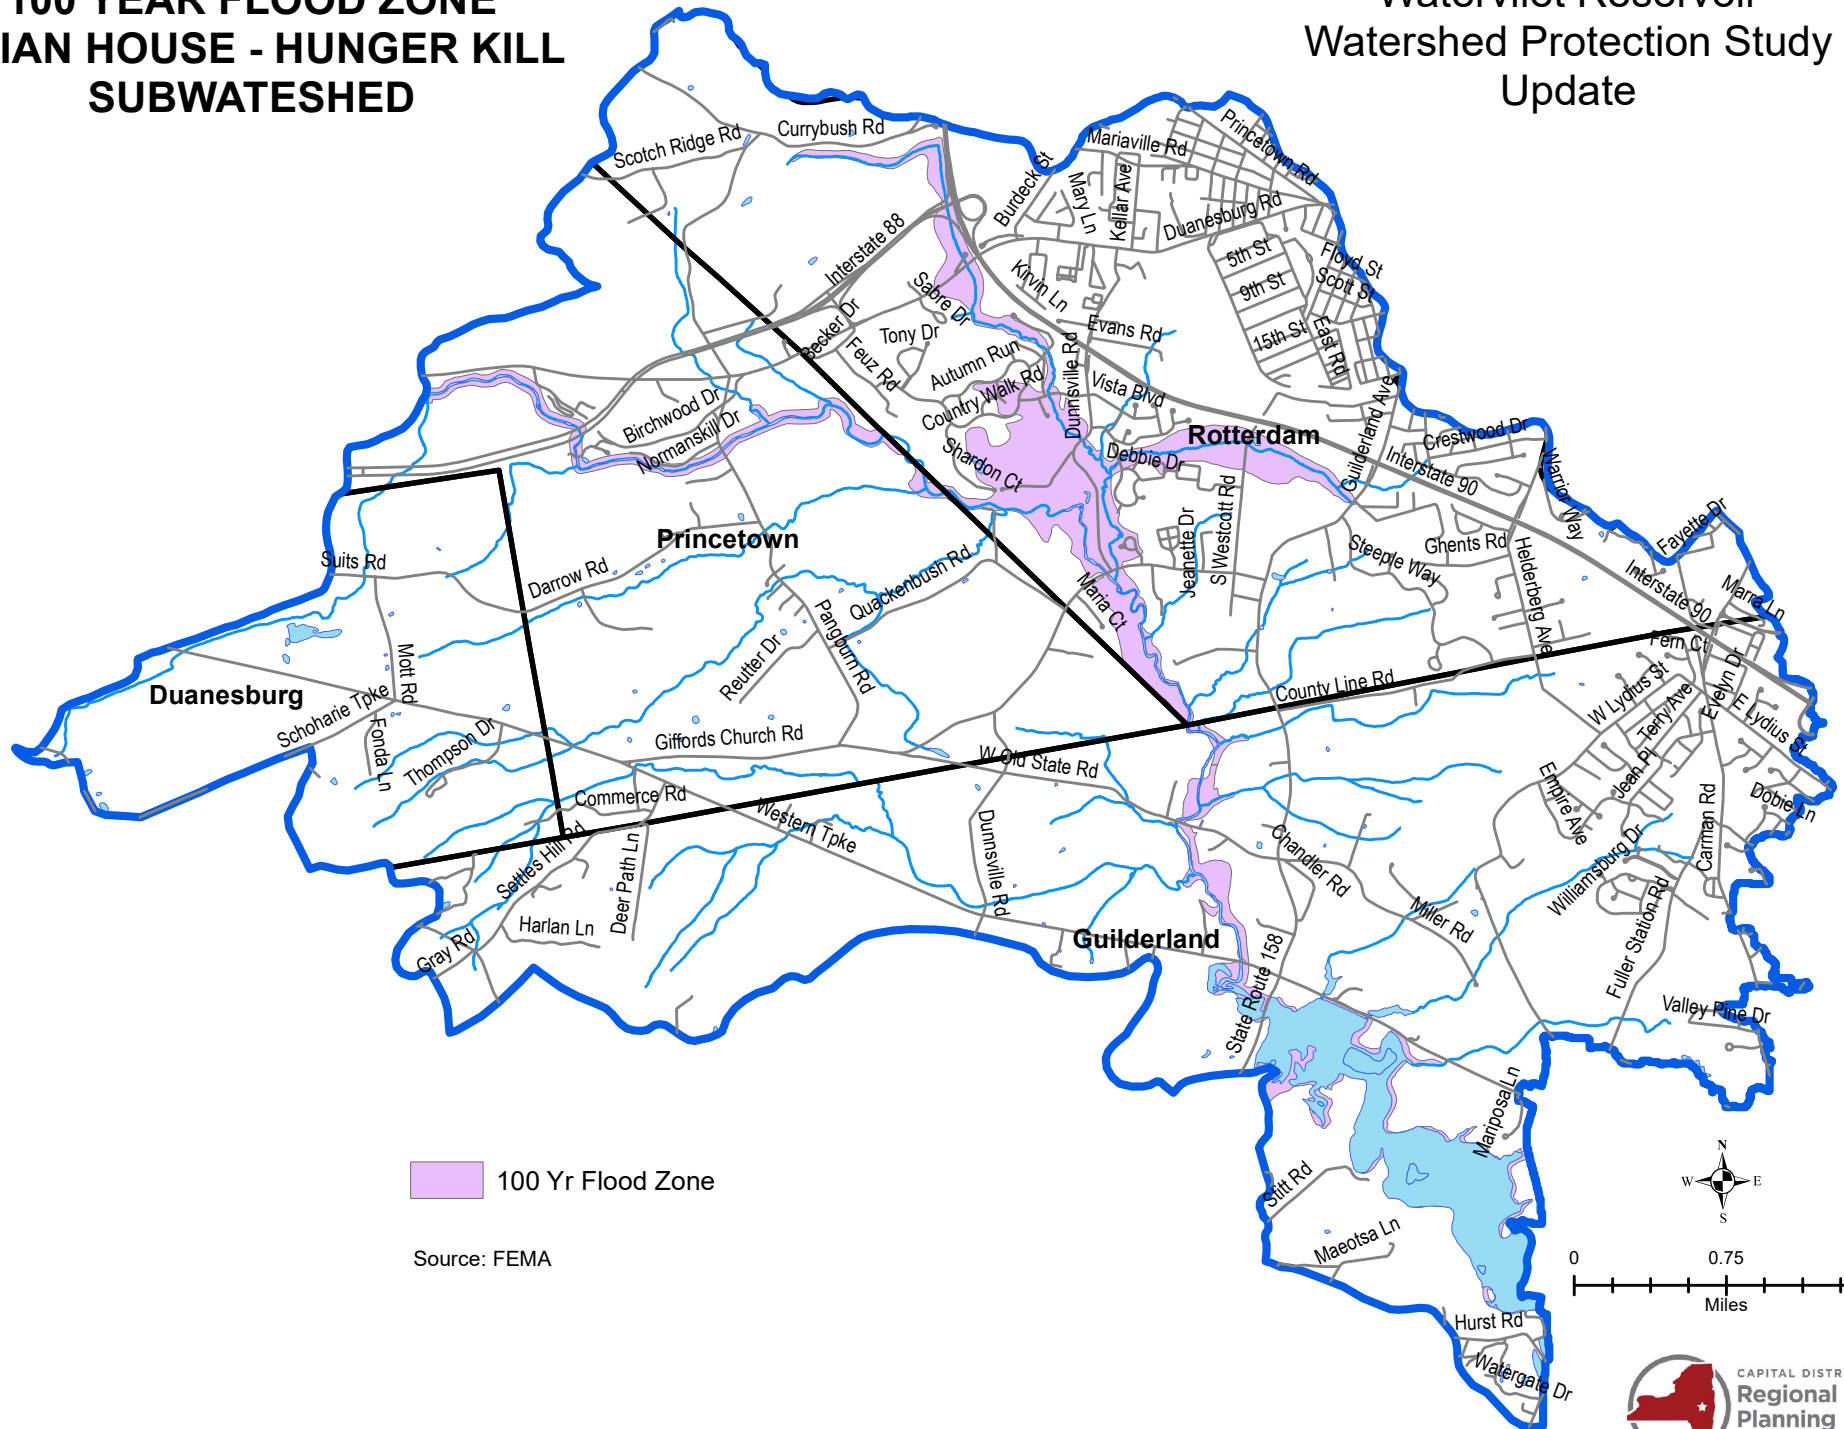 100 YEAR FLOOD ZONE
IAN HOUSE - HUNGER KILL
SUBWATESHED
Watervliet Reservoir
Watershed Protection Study
Update
Scotch Ridge Rd
Currybush Rd
Mariaville Rd
Princetown Rd
Burdeck St
Mary Ln
Kellar Ave
Duanesburg Rd
Interstate 88
5th St
Floyd St
Scott St
9th St
Kirvin Ln
Sabre Dr
Becker Dr
Tony Dr
Evans Rd
15th St
East Rd
Feuz Rd
Autumn Run
Dunnsville Rd
Country Walk Rd
Vista Blvd
Birchwood Dr
Normanskill Dr
Guilderland Ave
Rotterdam
Crestwood Dr
Shardon Ct
Debbie Dr
Interstate 90
Warrior Way
S Westcott Rd
Jeanette Dr
Princetown
Suits Rd
Darrow Rd
Quackenbush Rd
Steeple Way
Ghents Rd
Helderberg Ave
Fayette Dr
Interstate 90
Marra Ln
Maria Ct
Pangburn Rd
Reutter Dr
Mott Rd
Fern Ct
Duanesburg
Schoharie Tpke
County Line Rd
W Lydius St
Terry Ave
Evelyn Dr
E Lydius St
Fonda Ln
Thompson Dr
Giffords Church Rd
W Old State Rd
Jean Pl
Empire Ave
Commerce Rd
Western Tpke
Dunnsville Rd
Chandler Rd
Carman Rd
Dobie Ln
Settles Hill Rd
Deer Path Ln
Williamsburg Dr
Harlan Ln
Gray Rd
Guilderland
Miller Rd
Fuller Station Rd
State Route 158
Valley Pine Dr
Mariposa Ln
100 Yr Flood Zone
Stitt Rd
Maeotsa Ln
Source: FEMA
N
W E
S
0 0.75
Miles
Hurst Rd
Watergate Dr
CAPITAL DISTR
Regional
Planning